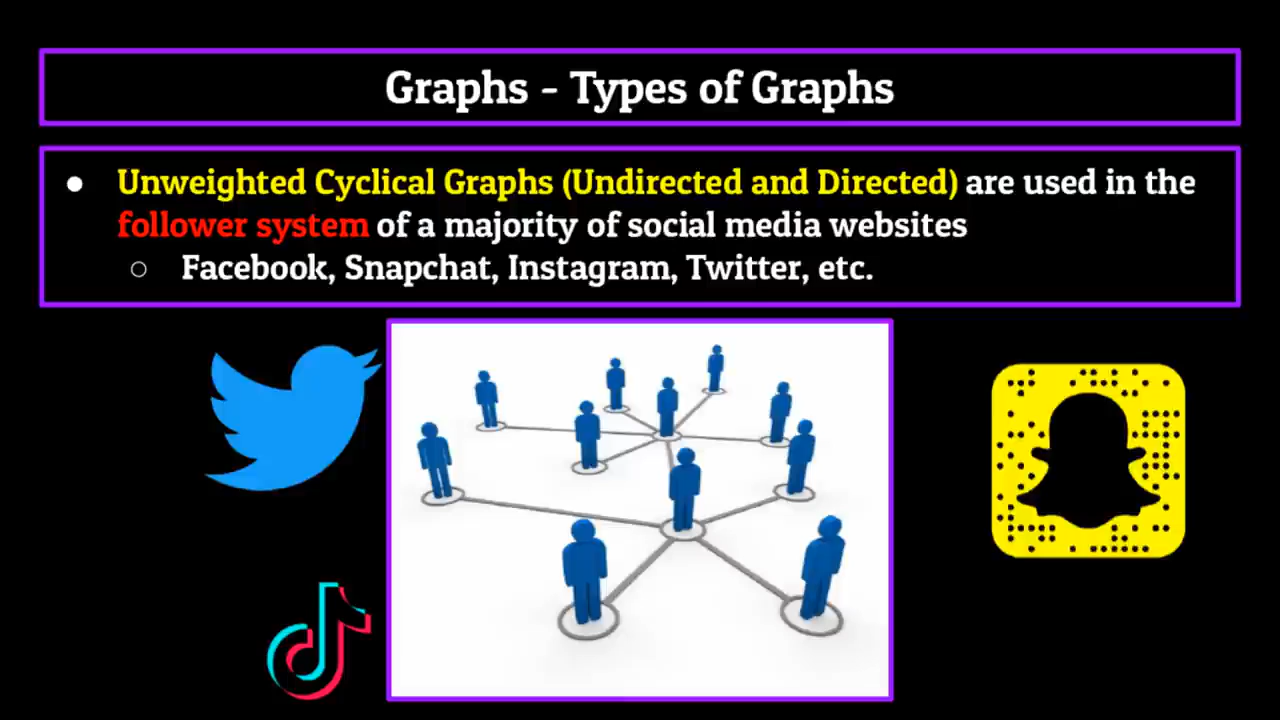 Graphs - Types of Graphs
● Unweighted Cyclical Graphs (Undirected and Directed) are used in the
follower system of a majority of social media websites
○ Facebook, Snapchat, Instagram, Twitter, etc.